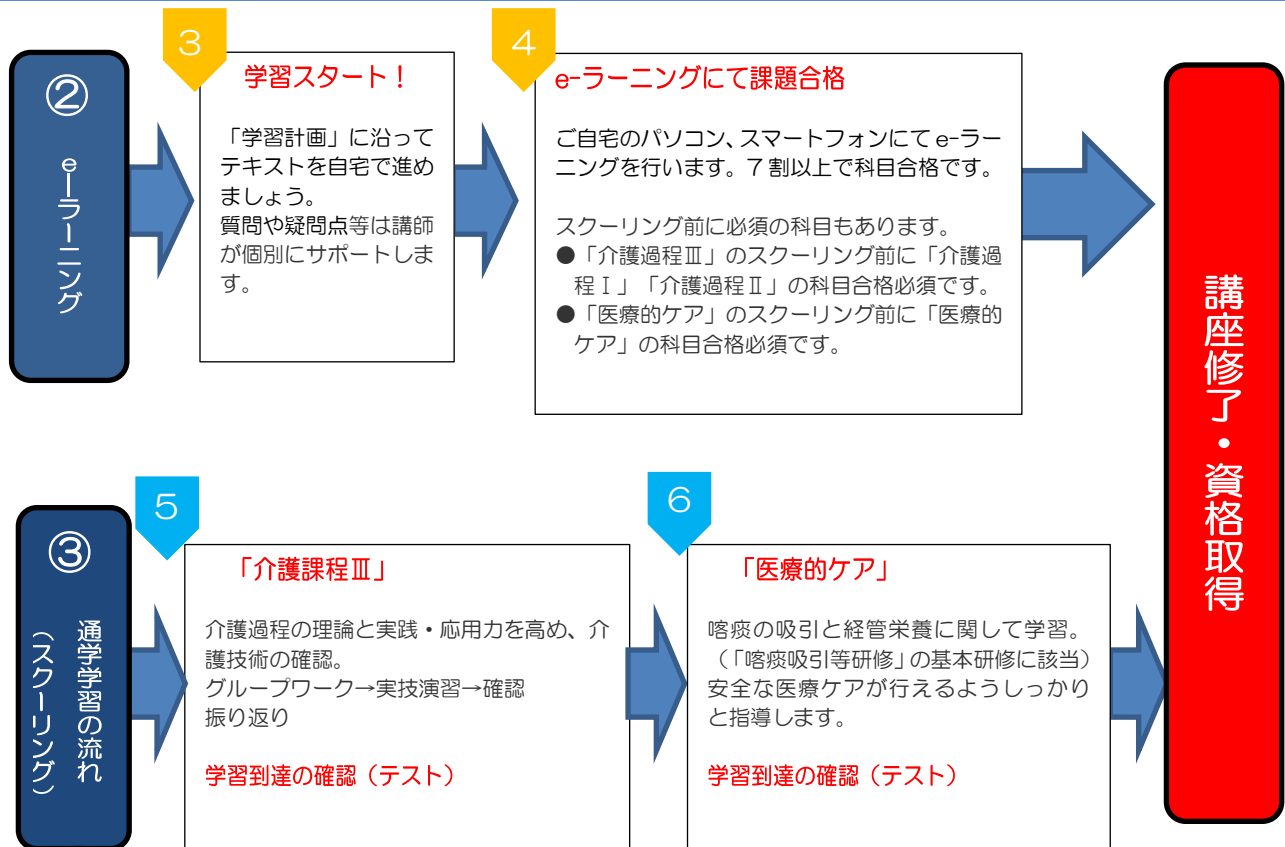 ②
eーラーニング
3
学習スタート!
「学習計画」に沿って
テキストを自宅で進め
ましょう。
質問や疑問点等は講師
が個別にサポートしま
す。
4
e-ラーニングにて課題合格
ご自宅のパソコン、スマートフォンにて e-ラー
ニングを行います。7 割以上で科目合格です。
スクーリング前に必須の科目もあります。
●「介護過程Ⅲ」のスクーリング前に「介護過
程Ⅰ」「介護過程Ⅱ」の科目合格必須です。
●「医療的ケア」のスクーリング前に「医療的
ケア」の科目合格必須です。
③
通学学習の流れ
(スクーリング)
5
「介護課程Ⅲ」
介護過程の理論と実践・応用力を高め、介
護技術の確認。
グループワーク→実技演習→確認
振り返り
学習到達の確認(テスト)
6
「医療的ケア」
喀痰の吸引と経管栄養に関して学習。
(「喀痰吸引等研修」の基本研修に該当)
安全な医療ケアが行えるようしっかり
と指導します。
学習到達の確認(テスト)
講座修了・資格取得